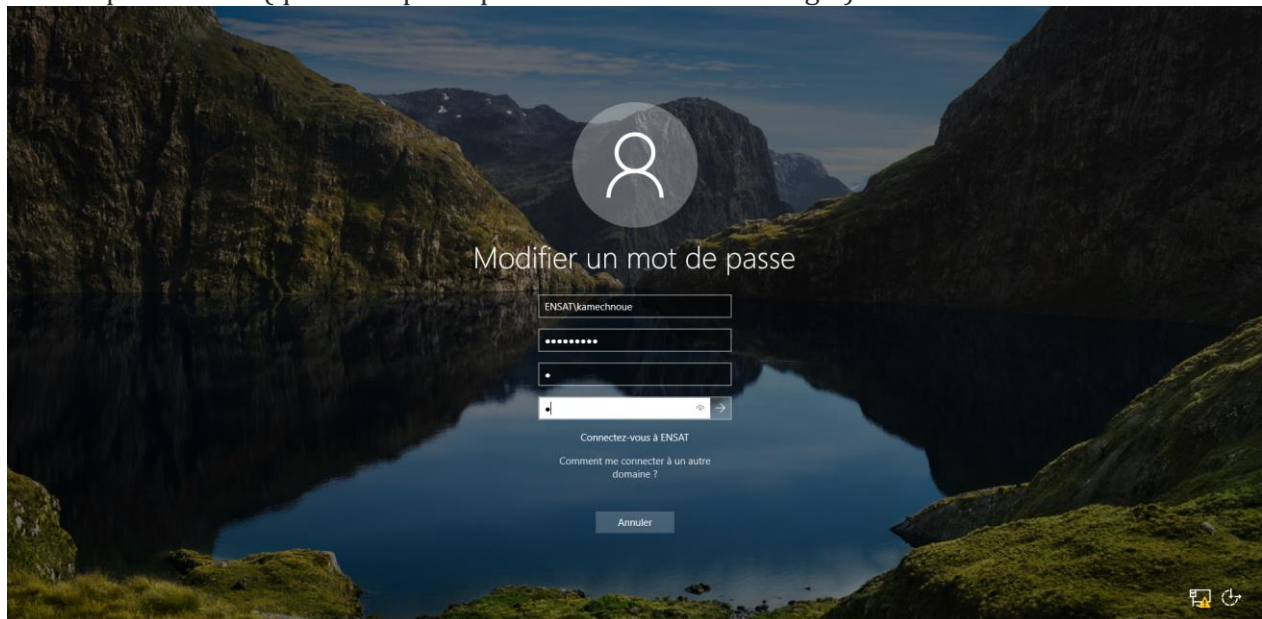 Modifier un mot de passe
ENSAT\kamechnoue
Connectez-vous à ENSAT
Comment me connecter à un autre
domaine ?
Annuler